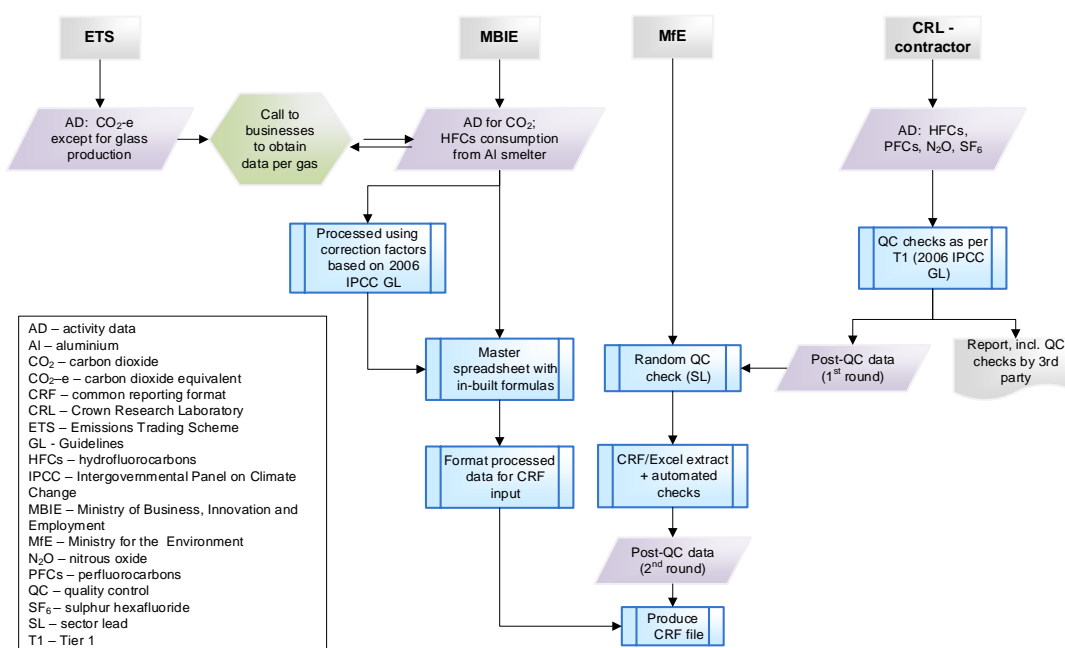 ETS
MBIE
MfE
CRL -
contractor
AD: CO₂-e
except for glass
production
Call to
businesses
to obtain
data per gas
AD for CO₂;
HFCs consumption
from Al smelter
AD: HFCs,
PFCs, N₂O, SF₆
Processed using
correction factors
based on 2006
IPCC GL
QC checks as per
T1 (2006 IPCC
GL)
Master
spreadsheet with
in-built formulas
Random QC
check (SL)
Post-QC data
(1st round)
Report, incl. QC
checks by 3rd
party
Format processed
data for CRF
input
CRF/Excel extract
+ automated
checks
Post-QC data
(2nd round)
Produce
CRF file
AD – activity data
Al – aluminium
CO₂ – carbon dioxide
CO₂–e – carbon dioxide equivalent
CRF – common reporting format
CRL – Crown Research Laboratory
ETS – Emissions Trading Scheme
GL - Guidelines
HFCs – hydrofluorocarbons
IPCC – Intergovernmental Panel on Climate
Change
MBIE – Ministry of Business, Innovation and
Employment
MfE – Ministry for the Environment
N₂O – nitrous oxide
PFCs – perfluorocarbons
QC – quality control
SF₆ – sulphur hexafluoride
SL – sector lead
T1 – Tier 1